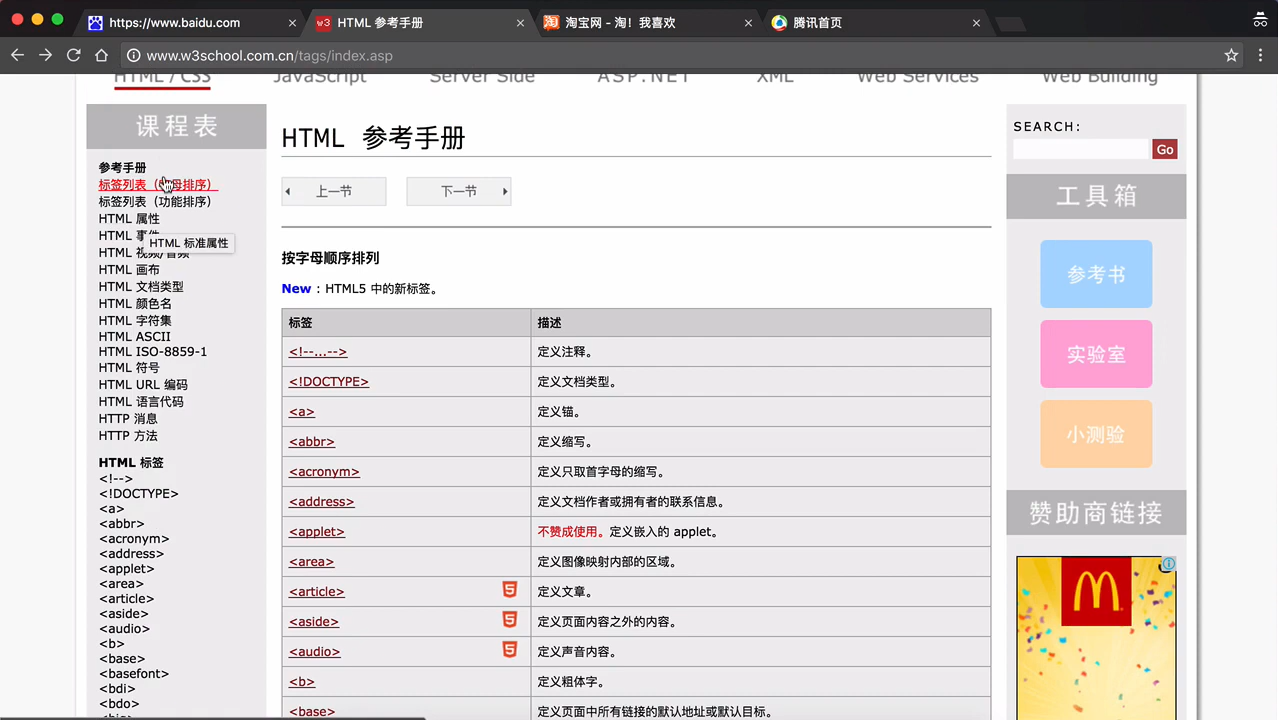 https://www.baidu.com
HTML 参考手册
淘宝网 - 淘！我喜欢
腾讯首页
www.w3school.com.cn/tags/index.asp
HTML / CSS
JavaScript
Server Side
ASP.NET
XML
Web Services
Web Building
课程表
参考手册
标签列表（
母排序）
标签列表（功能排序）
HTML 属性
HTML 事件
HTML 标准属性
HTML 视频/音频
HTML 画布
HTML 文档类型
HTML 颜色名
HTML 字符集
HTML ASCII
HTML ISO-8859-1
HTML 符号
HTML URL 编码
HTML 语言代码
HTTP 消息
HTTP 方法
HTML 标签
<!-->
<!DOCTYPE>
<a>
<abbr>
<acronym>
<address>
<applet>
<area>
<article>
<aside>
<audio>
<b>
<base>
<basefont>
<bdi>
<bdo>
HTML 参考手册
上一节
下一节
按字母顺序排列
New : HTML5 中的新标签。
标签 描述
<!--...--> 定义注释。
<!DOCTYPE> 定义文档类型。
<a> 定义锚。
<abbr> 定义缩写。
<acronym> 定义只取首字母的缩写。
<address> 定义文档作者或拥有者的联系信息。
<applet> 不赞成使用。定义嵌入的 applet。
<area> 定义图像映射内部的区域。
<article> 5 定义文章。
<aside> 5 定义页面内容之外的内容。
<audio> 5 定义声音内容。
<b> 定义粗体字。
<base> 定义页面中所有链接的默认地址或默认目标。
SEARCH:
Go
工具箱
参考书
实验室
小测验
赞助商链接